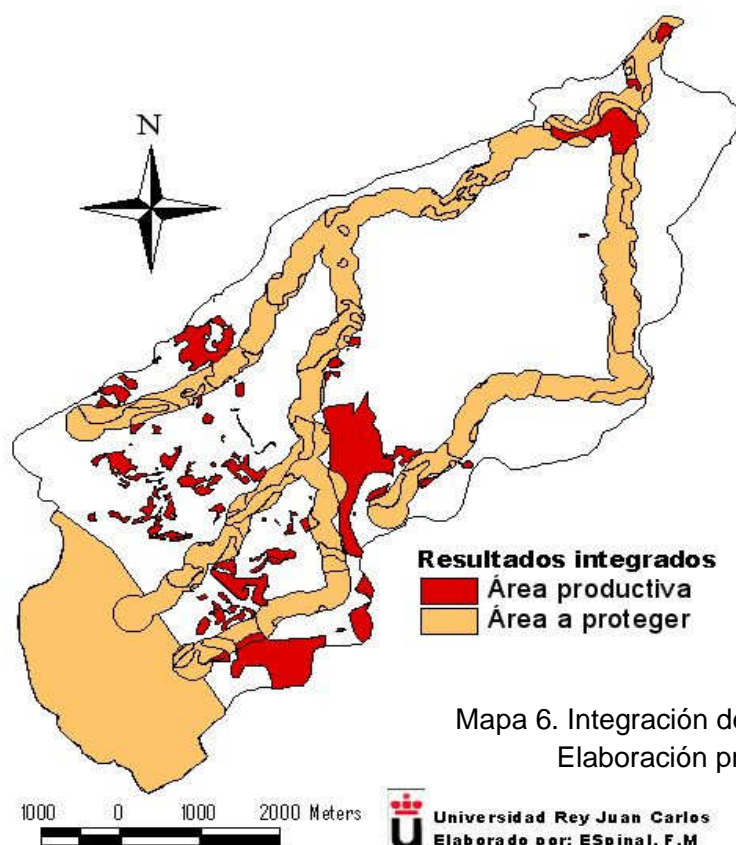 N
Resultados integrados
Área productiva
Área a proteger
Mapa 6. Integración de
Elaboración pr
1000 0 1000 2000 Meters
Universidad Rey Juan Carlos
Elaborado por: ESpinal, F.M